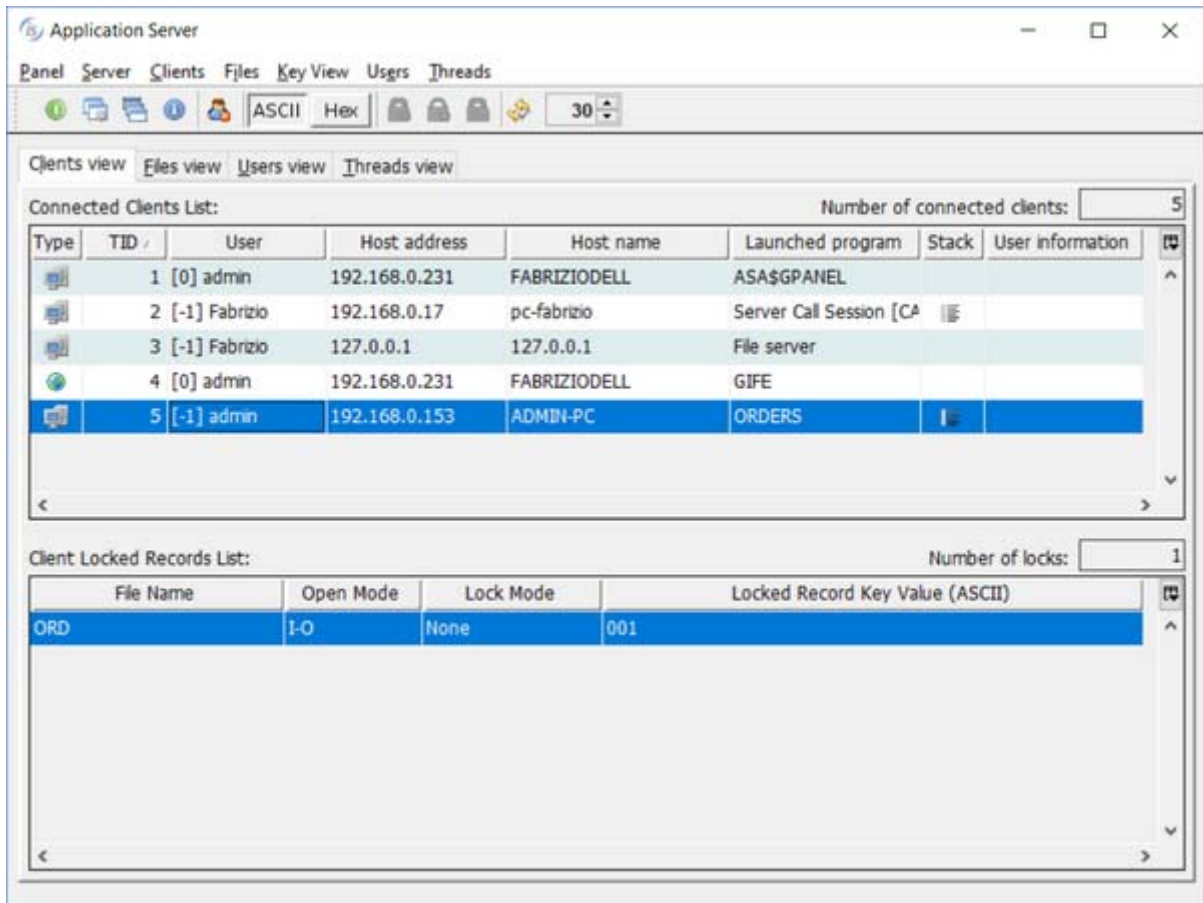 Application Server
Panel Server Clients Files Key View Users Threads
ASCII Hex 30
Clients view Files view Users view Threads view
Connected Clients List: Number of connected clients: 5
Type TID User Host address Host name Launched program Stack User information
1 [0] admin 192.168.0.231 FABRIZIODELL ASA$GPANEL
2 [-1] Fabrizio 192.168.0.17 pc-fabrizio Server Call Session [CA
3 [-1] Fabrizio 127.0.0.1 127.0.0.1 File server
4 [0] admin 192.168.0.231 FABRIZIODELL GIFE
5 [-1] admin 192.168.0.153 ADMIN-PC ORDERS
Client Locked Records List: Number of locks: 1
File Name Open Mode Lock Mode Locked Record Key Value (ASCII)
ORD I-O None 001